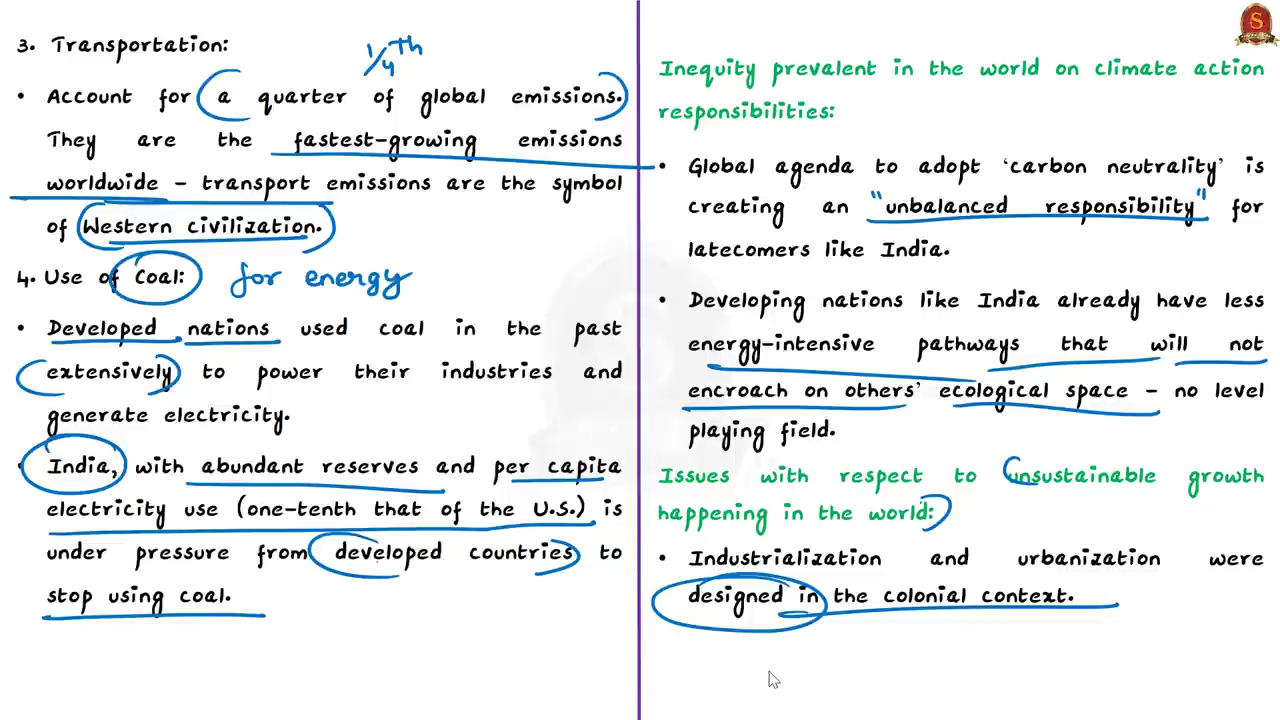 3. Transportation:
1/4th
• Account for a quarter of global emissions.
They are the fastest-growing emissions
worldwide – transport emissions are the symbol
of Western civilization.
4. Use of Coal: for energy
• Developed nations used coal in the past
extensively to power their industries and
generate electricity.
• India, with abundant reserves and per capita
electricity use (one-tenth that of the U.S.) is
under pressure from developed countries to
stop using coal.
Inequity prevalent in the world on climate action
responsibilities:
• Global agenda to adopt ‘carbon neutrality’ is
creating an "unbalanced responsibility" for
latecomers like India.
• Developing nations like India already have less
energy-intensive pathways that will not
encroach on others’ ecological space – no level
playing field.
Issues with respect to unsustainable growth
happening in the world:
• Industrialization and urbanization were
designed in the colonial context.
S